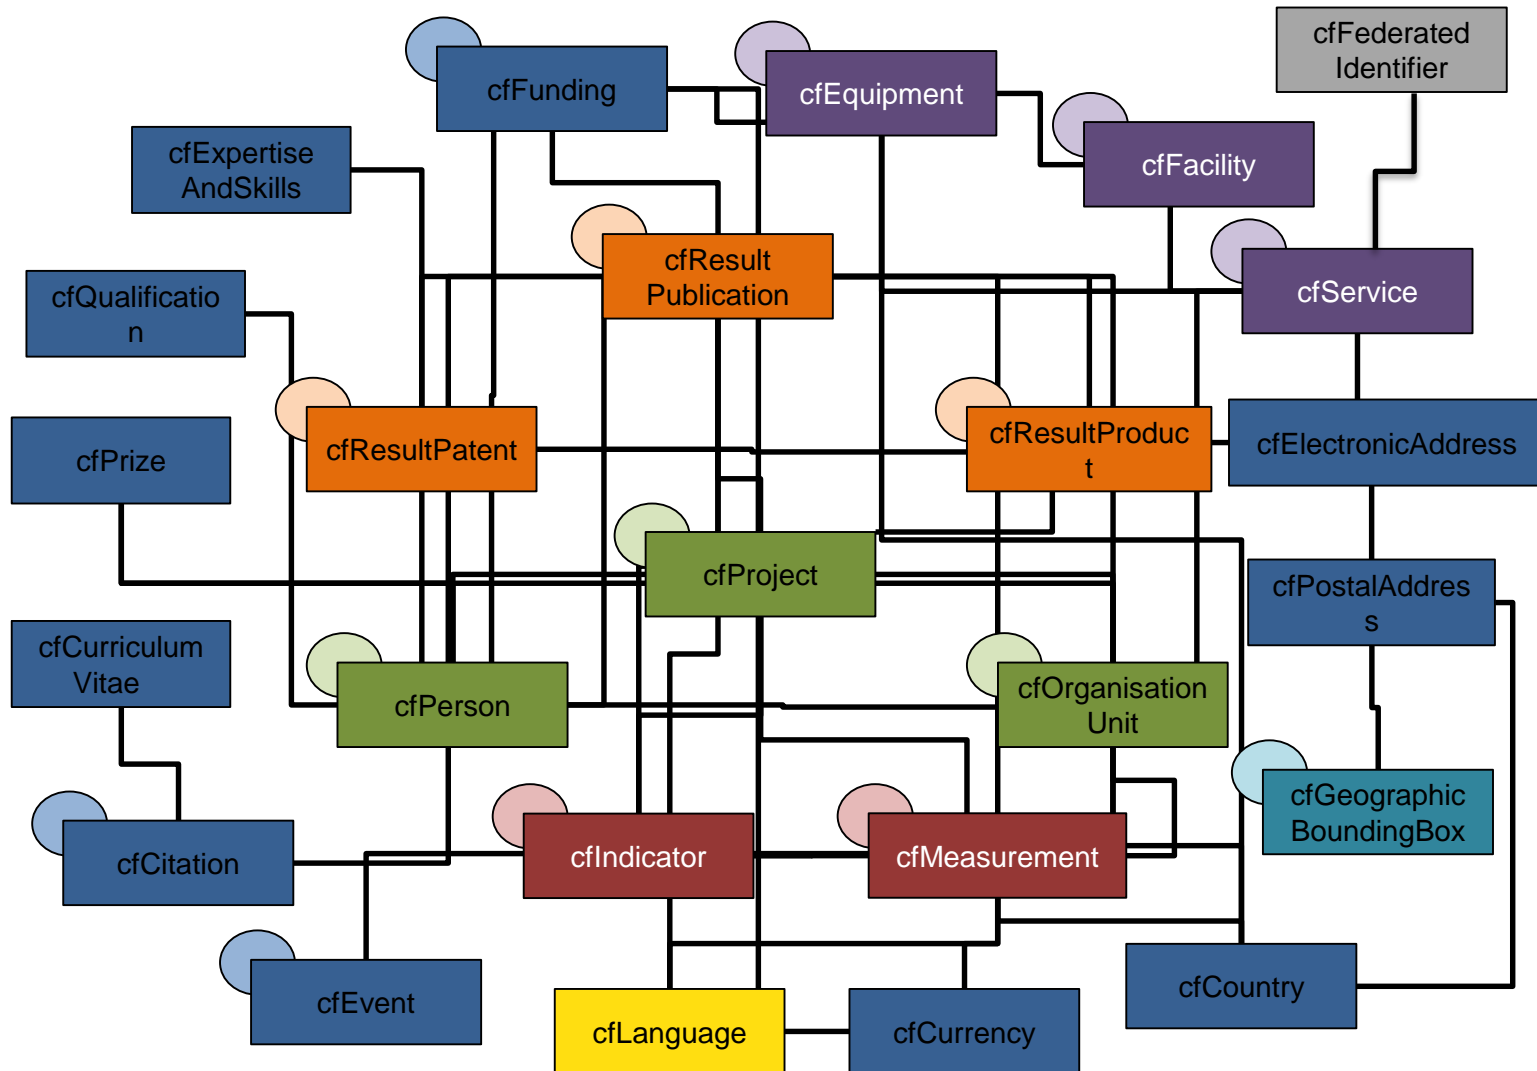 cfFederated
Identifier
cfFunding
cfEquipment
cfExpertise
AndSkills
cfFacility
cfResult
Publication
cfQualificatio
n
cfService
cfPrize
cfResultPatent
cfResultProduc
t
cfElectronicAddress
cfProject
cfPostalAddres
s
cfCurriculum
Vitae
cfPerson
cfOrganisation
Unit
cfGeographic
BoundingBox
cfCitation
cfIndicator
cfMeasurement
cfEvent
cfLanguage
cfCurrency
cfCountry